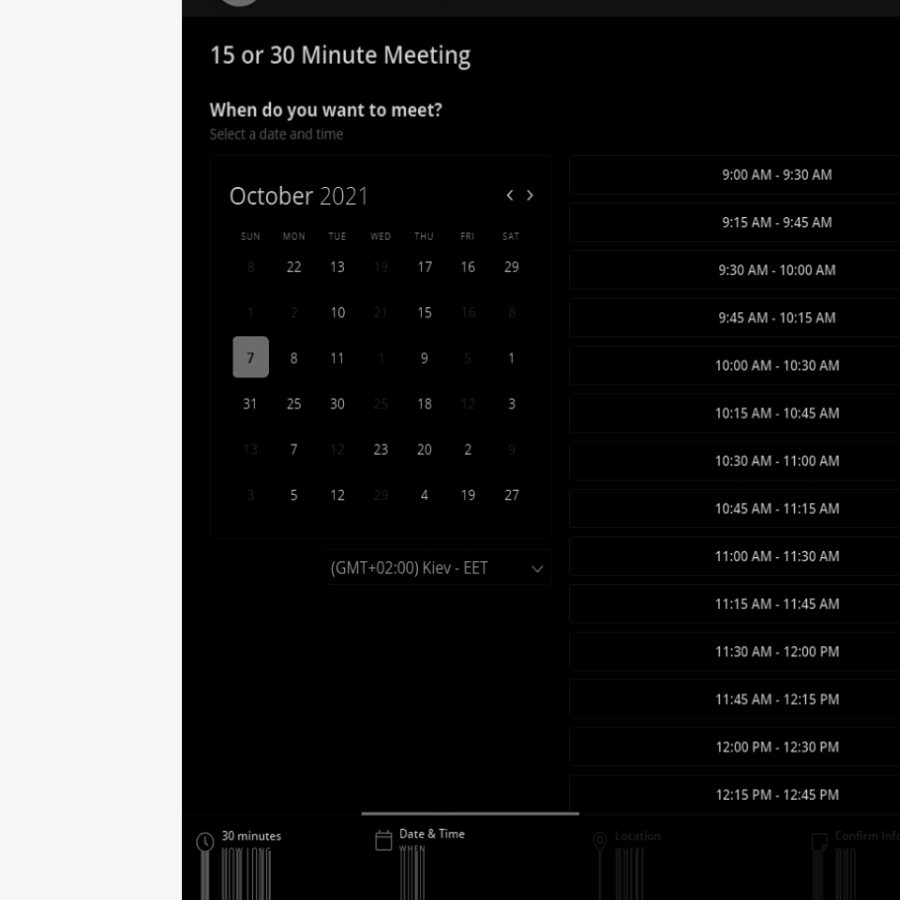 15 or 30 Minute Meeting
When do you want to meet?
Select a date and time
October 2021
SUN MON TUE WED THU FRI SAT
8 22 13 19 17 16 29
1 2 10 21 15 16 8
7 8 11 1 9 5 1
31 25 30 25 18 12 3
13 7 12 23 20 2 9
3 5 12 29 4 19 27
(GMT+02:00) Kiev - EET
9:00 AM - 9:30 AM
9:15 AM - 9:45 AM
9:30 AM - 10:00 AM
9:45 AM - 10:15 AM
10:00 AM - 10:30 AM
10:15 AM - 10:45 AM
10:30 AM - 11:00 AM
10:45 AM - 11:15 AM
11:00 AM - 11:30 AM
11:15 AM - 11:45 AM
11:30 AM - 12:00 PM
11:45 AM - 12:15 PM
12:00 PM - 12:30 PM
12:15 PM - 12:45 PM
30 minutes
HOW LONG
Date & Time
WHEN
Location
Confirm Info